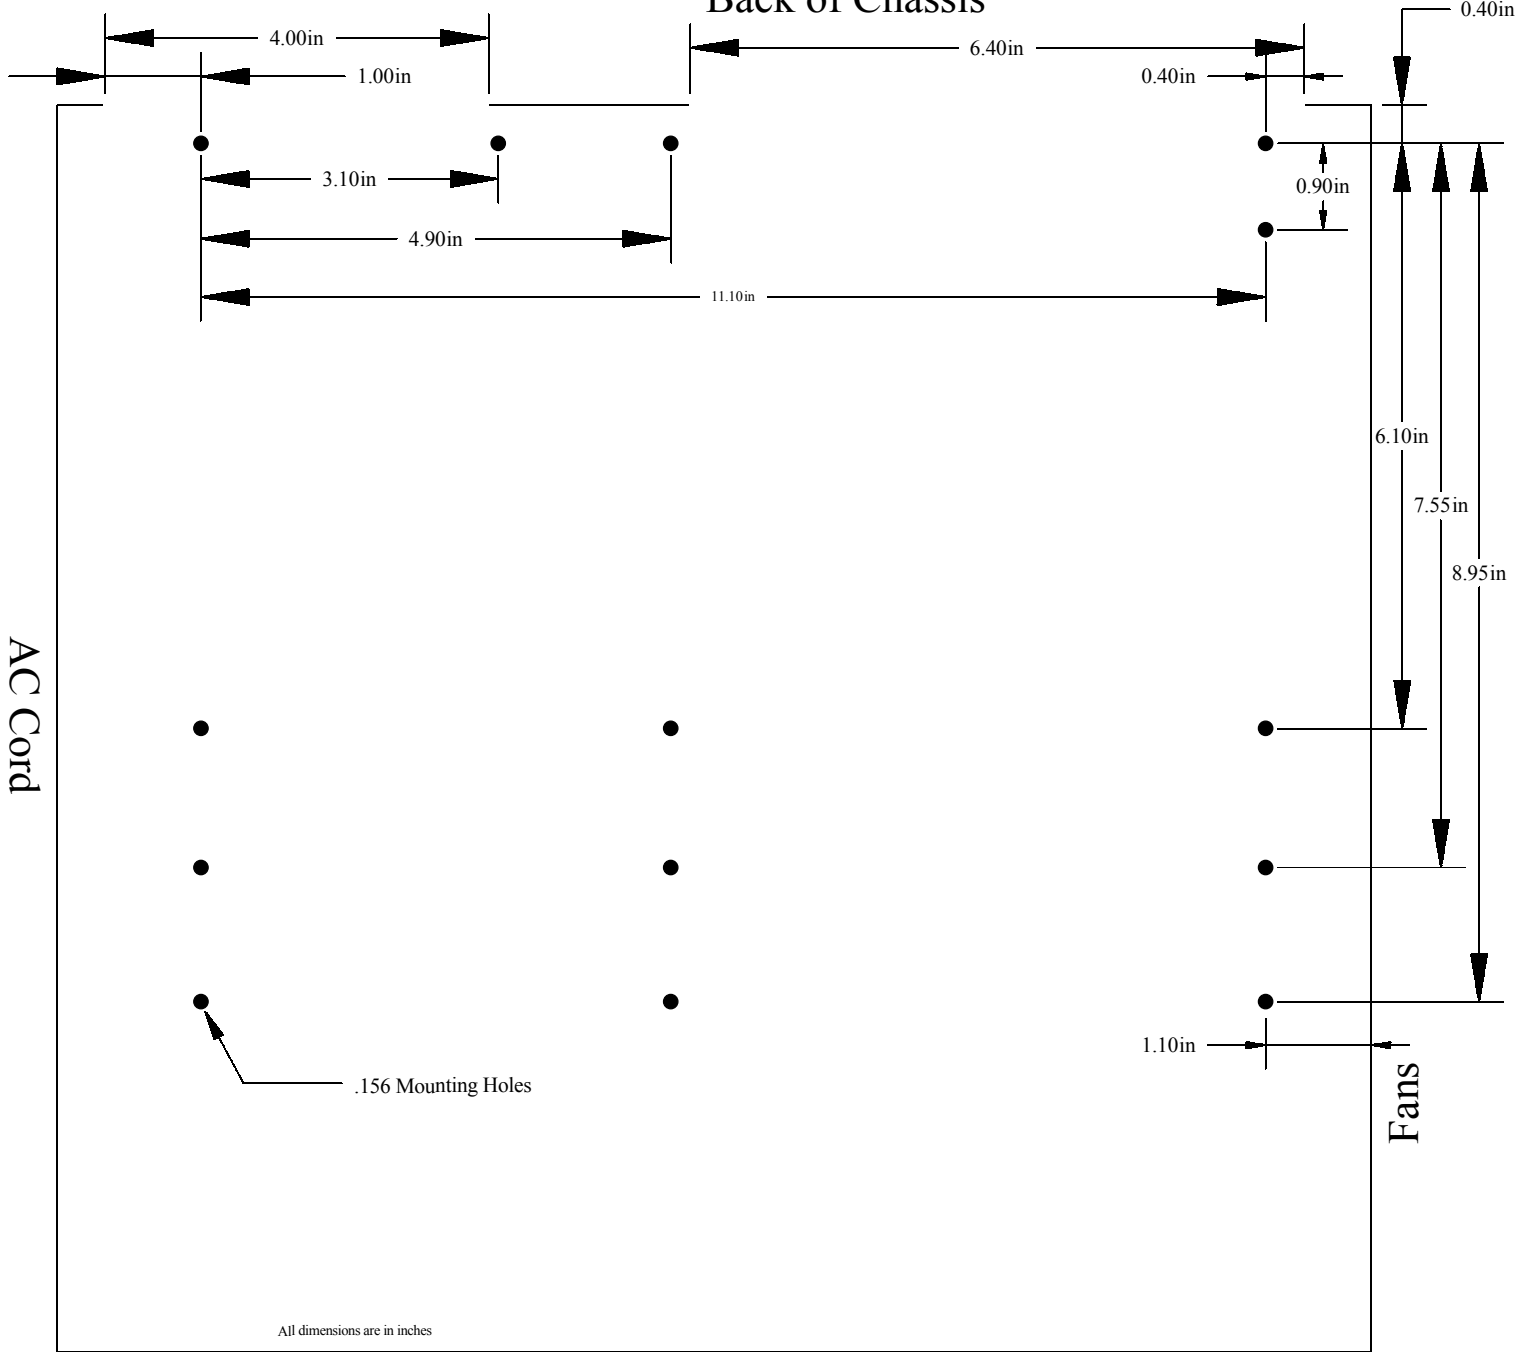 Back of Chassis
0.40in
4.00in
6.40in
1.00in
0.40in
3.10in
0.90in
4.90in
11.10in
6.10in
7.55in
8.95in
AC Cord
1.10in
Fans
.156 Mounting Holes
All dimensions are in inches